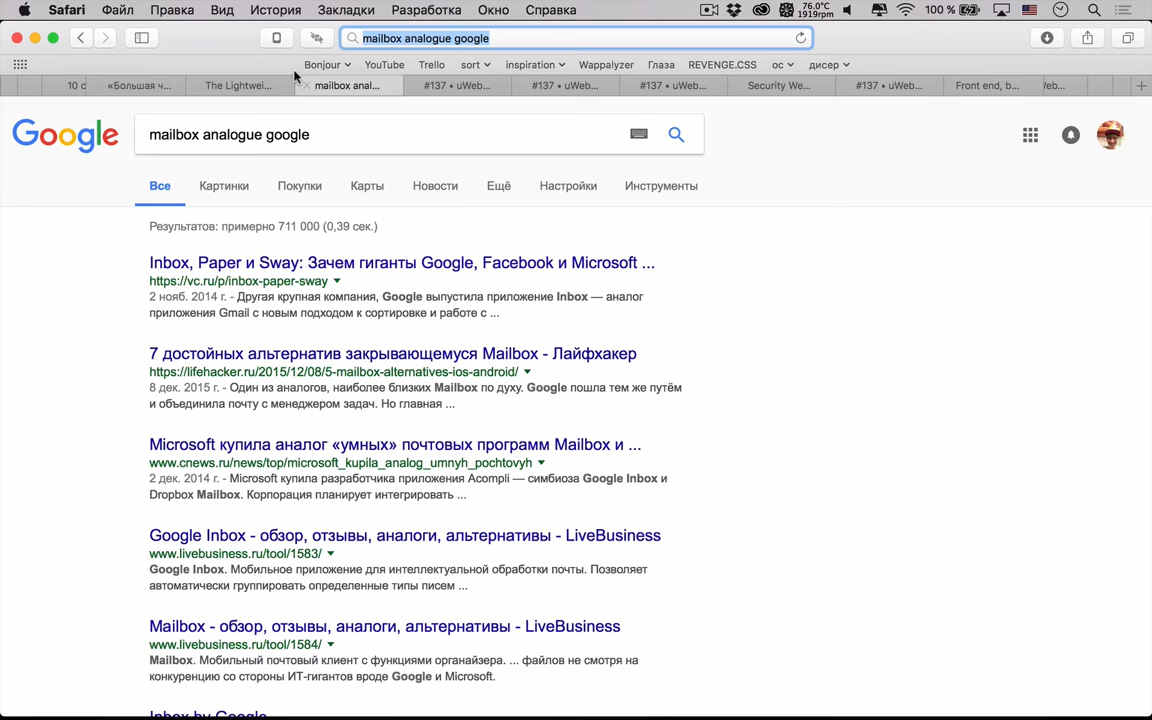 Safari Файл Правка Вид История Закладки Разработка Окно Справка 76.0°C 1919rpm 100 %
mailbox analogue google
Bonjour YouTube Trello sort inspiration Wappalyzer Глаза REVENGE.CSS ос дисер
10 с «Большая ч... The Lightwei... mailbox anal... #137 • uWeb... #137 • uWeb... #137 • uWeb... Security We... #137 • uWeb... Front end, b... /eb...
Google mailbox analogue google
Все Картинки Покупки Карты Новости Ещё Настройки Инструменты
Результатов: примерно 711 000 (0,39 сек.)
Inbox, Paper и Sway: Зачем гиганты Google, Facebook и Microsoft ...
https://vc.ru/p/inbox-paper-sway
2 нояб. 2014 г. - Другая крупная компания, Google выпустила приложение Inbox — аналог
приложения Gmail с новым подходом к сортировке и работе с ...
7 достойных альтернатив закрывающемуся Mailbox - Лайфхакер
https://lifehacker.ru/2015/12/08/5-mailbox-alternatives-ios-android/
8 дек. 2015 г. - Один из аналогов, наиболее близких Mailbox по духу. Google пошла тем же путём
и объединила почту с менеджером задач. Но главная ...
Microsoft купила аналог «умных» почтовых программ Mailbox и ...
www.cnews.ru/news/top/microsoft_kupila_analog_umnyh_pochtovyh
2 дек. 2014 г. - Microsoft купила разработчика приложения Acompli — симбиоза Google Inbox и
Dropbox Mailbox. Корпорация планирует интегрировать ...
Google Inbox - обзор, отзывы, аналоги, альтернативы - LiveBusiness
www.livebusiness.ru/tool/1583/
Google Inbox. Мобильное приложение для интеллектуальной обработки почты. Позволяет
автоматически группировать определенные типы писем ...
Mailbox - обзор, отзывы, аналоги, альтернативы - LiveBusiness
www.livebusiness.ru/tool/1584/
Mailbox. Мобильный почтовый клиент с функциями органайзера. ... файлов не смотря на
конкуренцию со стороны ИТ-гигантов вроде Google и Microsoft.
Inbox by Google